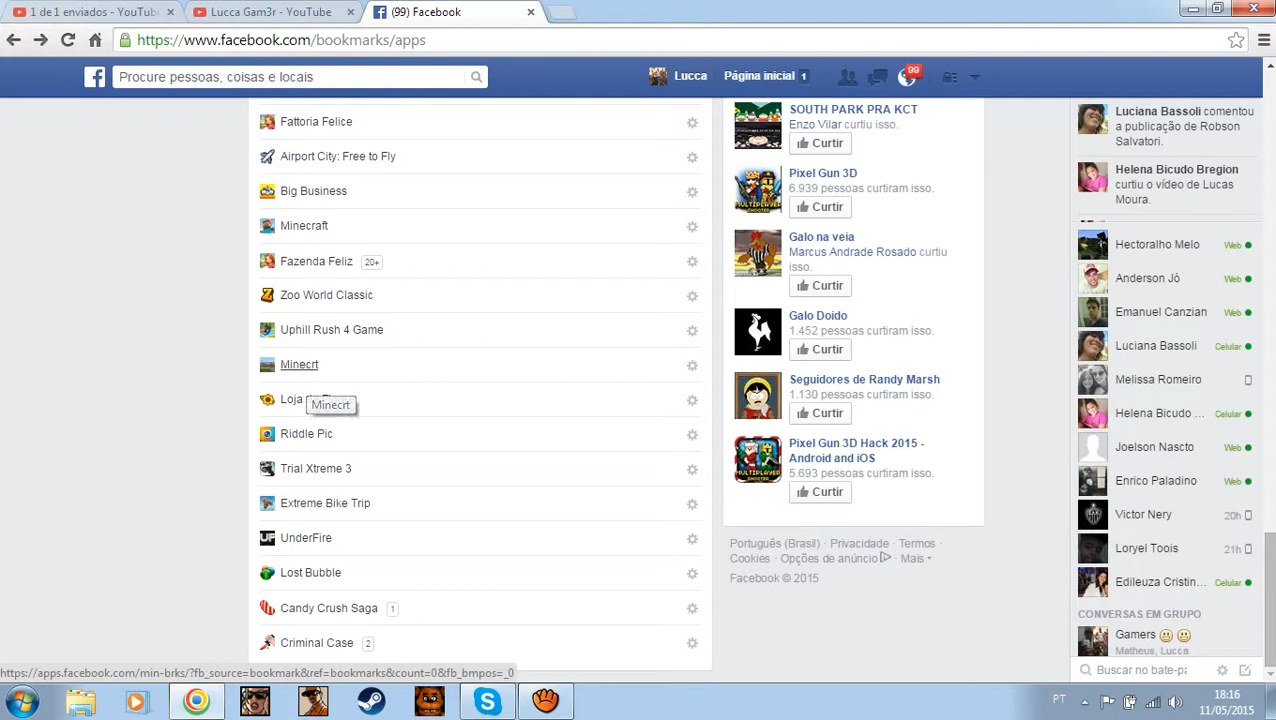 1 de 1 enviados - YouTube
Lucca Gam3r - YouTube
(99) Facebook
https://www.facebook.com/bookmarks/apps
Procure pessoas, coisas e locais
Lucca
Página inicial 1
99
Fattoria Felice
Airport City: Free to Fly
Big Business
Minecraft
Fazenda Feliz 20+
Zoo World Classic
Uphill Rush 4 Game
Minecrt
Loja
Minecrt
Riddle Pic
Trial Xtreme 3
Extreme Bike Trip
UnderFire
Lost Bubble
Candy Crush Saga 1
Criminal Case 2
SOUTH PARK PRA KCT
Enzo Vilar curtiu isso.
Curtir
MULTIPLAYER
SHOOTER
Pixel Gun 3D
6.939 pessoas curtiram isso.
Curtir
Galo na veia
Marcus Andrade Rosado curtiu
isso.
Curtir
Galo Doido
1.452 pessoas curtiram isso.
Curtir
Seguidores de Randy Marsh
1.130 pessoas curtiram isso.
Curtir
MULTIPLAYER
Pixel Gun 3D Hack 2015 -
Android and iOS
5.693 pessoas curtiram isso.
Curtir
Português (Brasil) · Privacidade · Termos ·
Cookies · Opções de anúncio · Mais
Facebook © 2015
Luciana Bassoli comentou
a publicação de Robson
Salvatori.
Helena Bicudo Bregion
curtiu o vídeo de Lucas
Moura.
Hectoralho Melo Web
Anderson Jô Web
Emanuel Canzian Web
Luciana Bassoli Celular
Melissa Romeiro
Helena Bicudo ... Celular
Joelson Nascto Web
Enrico Paladino Web
Victor Nery 20h
Loryel Toois 21h
Edileuza Cristin... Celular
CONVERSAS EM GRUPO
Gamers
Matheus, Lucca
Buscar no bate-pa
https://apps.facebook.com/min-brks/?fb_source=bookmark&ref=bookmarks&count=0&fb_bmpos=_0
PT
18:16
11/05/2015